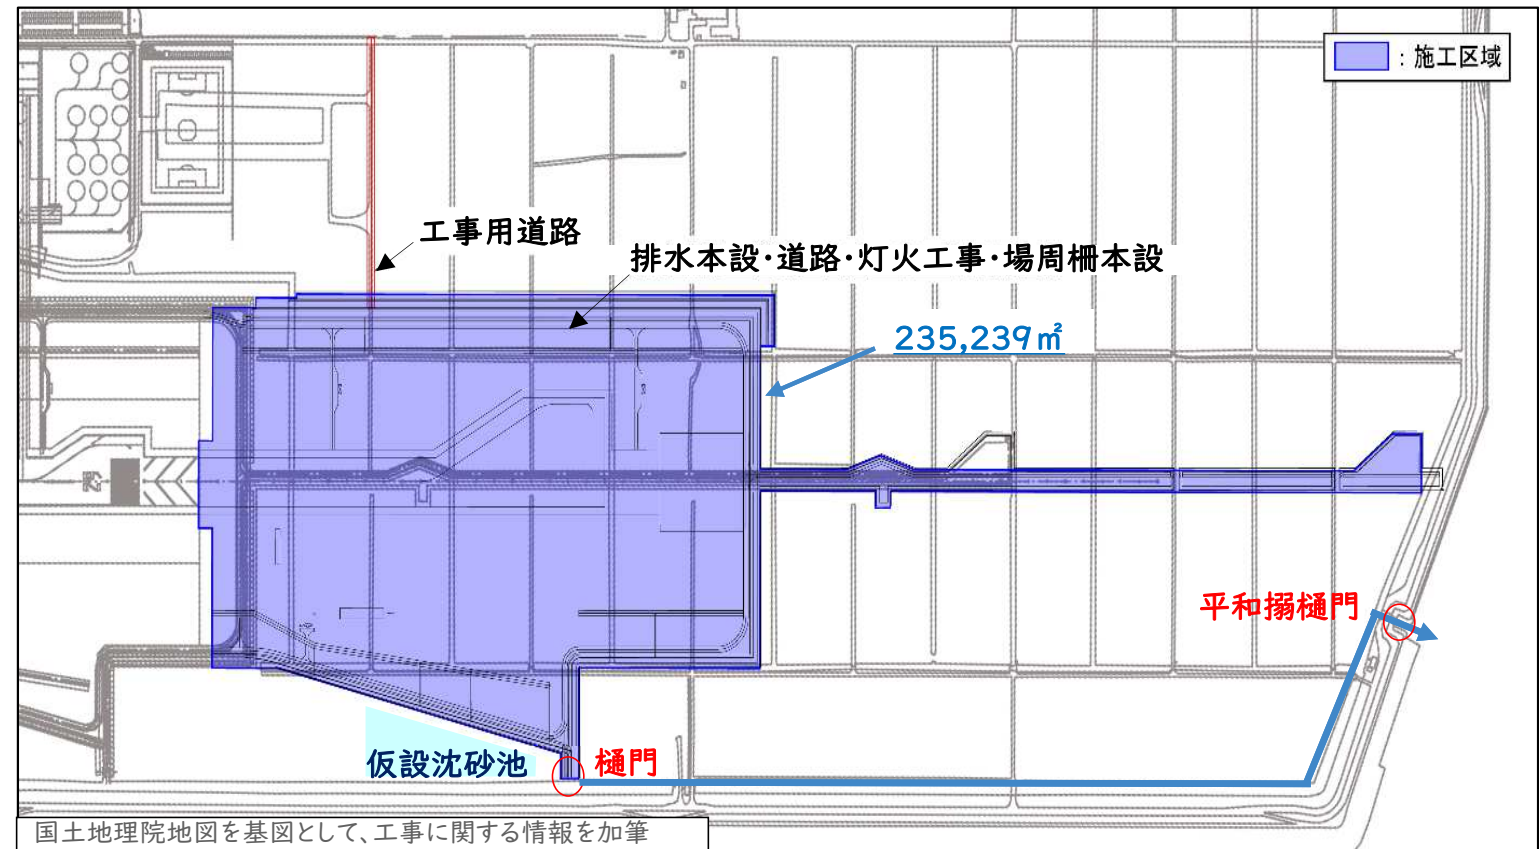 ：施工区域
工事用道路
排水本設・道路・灯火工事・場周柵本設
235,239㎡
平和搦樋門
仮設沈砂池
樋門
国土地理院地図を基図として、工事に関する情報を加筆